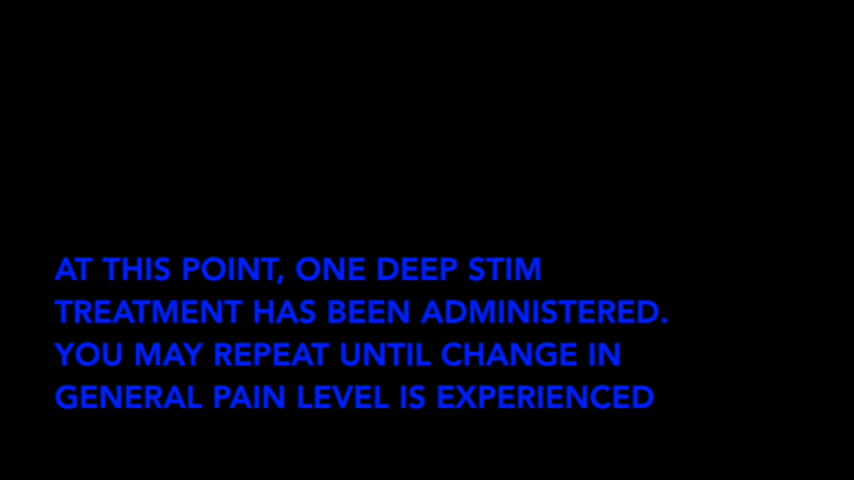 AT THIS POINT, ONE DEEP STIM
TREATMENT HAS BEEN ADMINISTERED.
YOU MAY REPEAT UNTIL CHANGE IN
GENERAL PAIN LEVEL IS EXPERIENCED